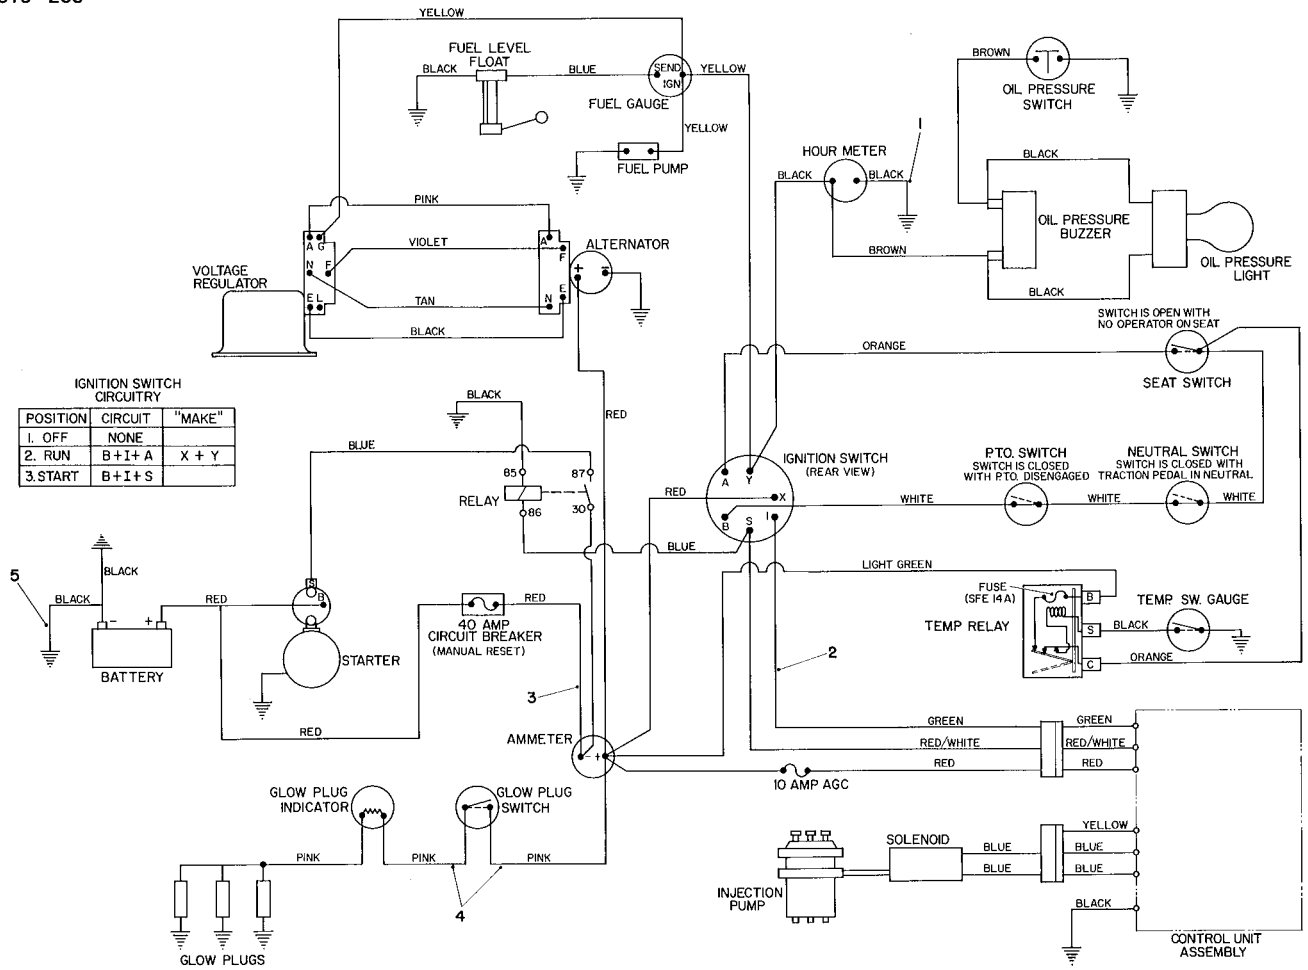 YELLOW
FUEL LEVEL
FLOAT
BLACK
BLUE
SEND
IGN
YELLOW
FUEL GAUGE
YELLOW
FUEL PUMP
BROWN
OIL PRESSURE
SWITCH
1
HOUR METER
BLACK
BLACK
BLACK
OIL PRESSURE
BUZZER
BROWN
BLACK
OIL PRESSURE
LIGHT
PINK
A G
N F
E L
VIOLET
TAN
BLACK
VOLTAGE
REGULATOR
A
F
E
N
+ -
ALTERNATOR
SWITCH IS OPEN WITH
NO OPERATOR ON SEAT
ORANGE
SEAT SWITCH
IGNITION SWITCH
CIRCUITRY
POSITION CIRCUIT "MAKE"
1. OFF NONE
2. RUN B+I+A X + Y
3. START B+I+S
BLACK
RED
BLUE
85
87
RELAY
86
30
BLUE
RED
A Y
X
B S I
IGNITION SWITCH
(REAR VIEW)
WHITE
P.T.O. SWITCH
SWITCH IS CLOSED
WITH P.T.O. DISENGAGED
WHITE
NEUTRAL SWITCH
SWITCH IS CLOSED WITH
TRACTION PEDAL IN NEUTRAL
WHITE
5
BLACK
BLACK
- +
BATTERY
RED
S
B
STARTER
RED
RED
40 AMP
CIRCUIT BREAKER
(MANUAL RESET)
3
AMMETER
- +
LIGHT GREEN
FUSE
(SFE 14A)
TEMP RELAY
B
S
C
BLACK
TEMP. SW. GAUGE
ORANGE
2
GREEN
GREEN
RED/WHITE
RED/WHITE
RED
RED
10 AMP AGC
GLOW PLUG
INDICATOR
GLOW PLUG
SWITCH
PINK
PINK
PINK
4
GLOW PLUGS
INJECTION
PUMP
SOLENOID
BLUE
BLUE
YELLOW
BLUE
BLUE
BLACK
CONTROL UNIT
ASSEMBLY